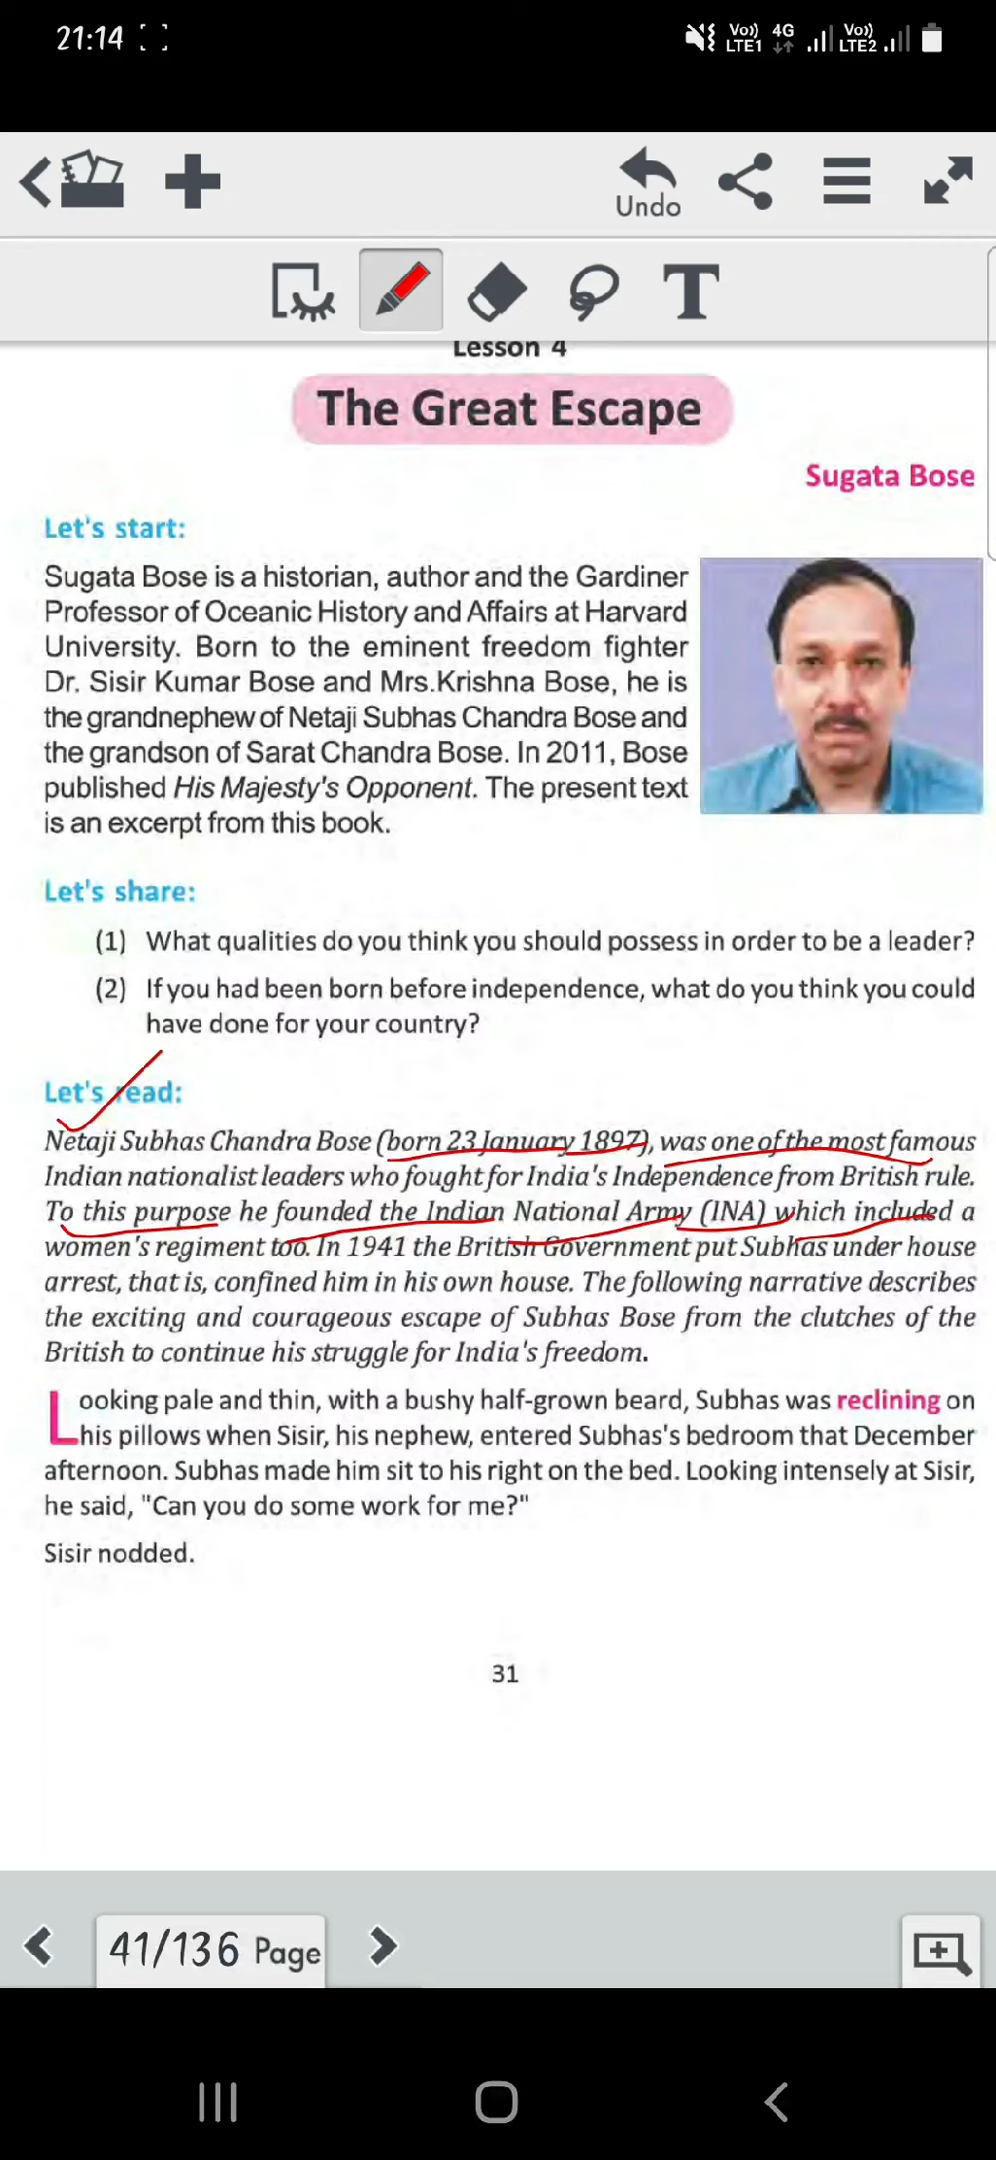 21:14
Vo)) LTE1 4G Vo)) LTE2
Undo
T
Lesson 4
The Great Escape
Sugata Bose
Let's start:
Sugata Bose is a historian, author and the Gardiner
Professor of Oceanic History and Affairs at Harvard
University. Born to the eminent freedom fighter
Dr. Sisir Kumar Bose and Mrs.Krishna Bose, he is
the grandnephew of Netaji Subhas Chandra Bose and
the grandson of Sarat Chandra Bose. In 2011, Bose
published His Majesty's Opponent. The present text
is an excerpt from this book.
Let's share:
(1) What qualities do you think you should possess in order to be a leader?
(2) If you had been born before independence, what do you think you could
have done for your country?
Let's read:
Netaji Subhas Chandra Bose (born 23 January 1897), was one of the most famous
Indian nationalist leaders who fought for India's Independence from British rule.
To this purpose he founded the Indian National Army (INA) which included a
women's regiment too. In 1941 the British Government put Subhas under house
arrest, that is, confined him in his own house. The following narrative describes
the exciting and courageous escape of Subhas Bose from the clutches of the
British to continue his struggle for India's freedom.
Looking pale and thin, with a bushy half-grown beard, Subhas was reclining on
his pillows when Sisir, his nephew, entered Subhas's bedroom that December
afternoon. Subhas made him sit to his right on the bed. Looking intensely at Sisir,
he said, "Can you do some work for me?"
Sisir nodded.
31
41/136 Page